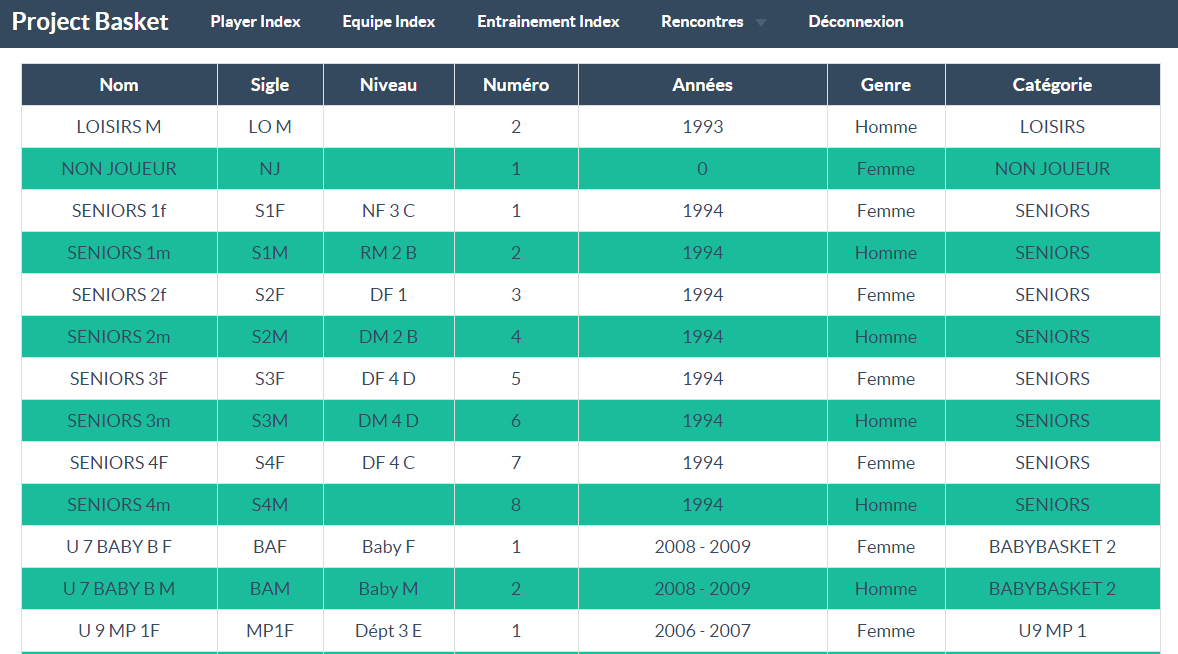 Project Basket Player Index Equipe Index Entrainement Index Rencontres Déconnexion
Nom Sigle Niveau Numéro Années Genre Catégorie
LOISIRS M LO M 2 1993 Homme LOISIRS
NON JOUEUR NJ 1 0 Femme NON JOUEUR
SENIORS 1f S1F NF 3 C 1 1994 Femme SENIORS
SENIORS 1m S1M RM 2 B 2 1994 Homme SENIORS
SENIORS 2f S2F DF 1 3 1994 Femme SENIORS
SENIORS 2m S2M DM 2 B 4 1994 Homme SENIORS
SENIORS 3F S3F DF 4 D 5 1994 Femme SENIORS
SENIORS 3m S3M DM 4 D 6 1994 Homme SENIORS
SENIORS 4F S4F DF 4 C 7 1994 Femme SENIORS
SENIORS 4m S4M 8 1994 Homme SENIORS
U 7 BABY B F BAF Baby F 1 2008 - 2009 Femme BABYBASKET 2
U 7 BABY B M BAM Baby M 2 2008 - 2009 Homme BABYBASKET 2
U 9 MP 1F MP1F Dépt 3 E 1 2006 - 2007 Femme U9 MP 1